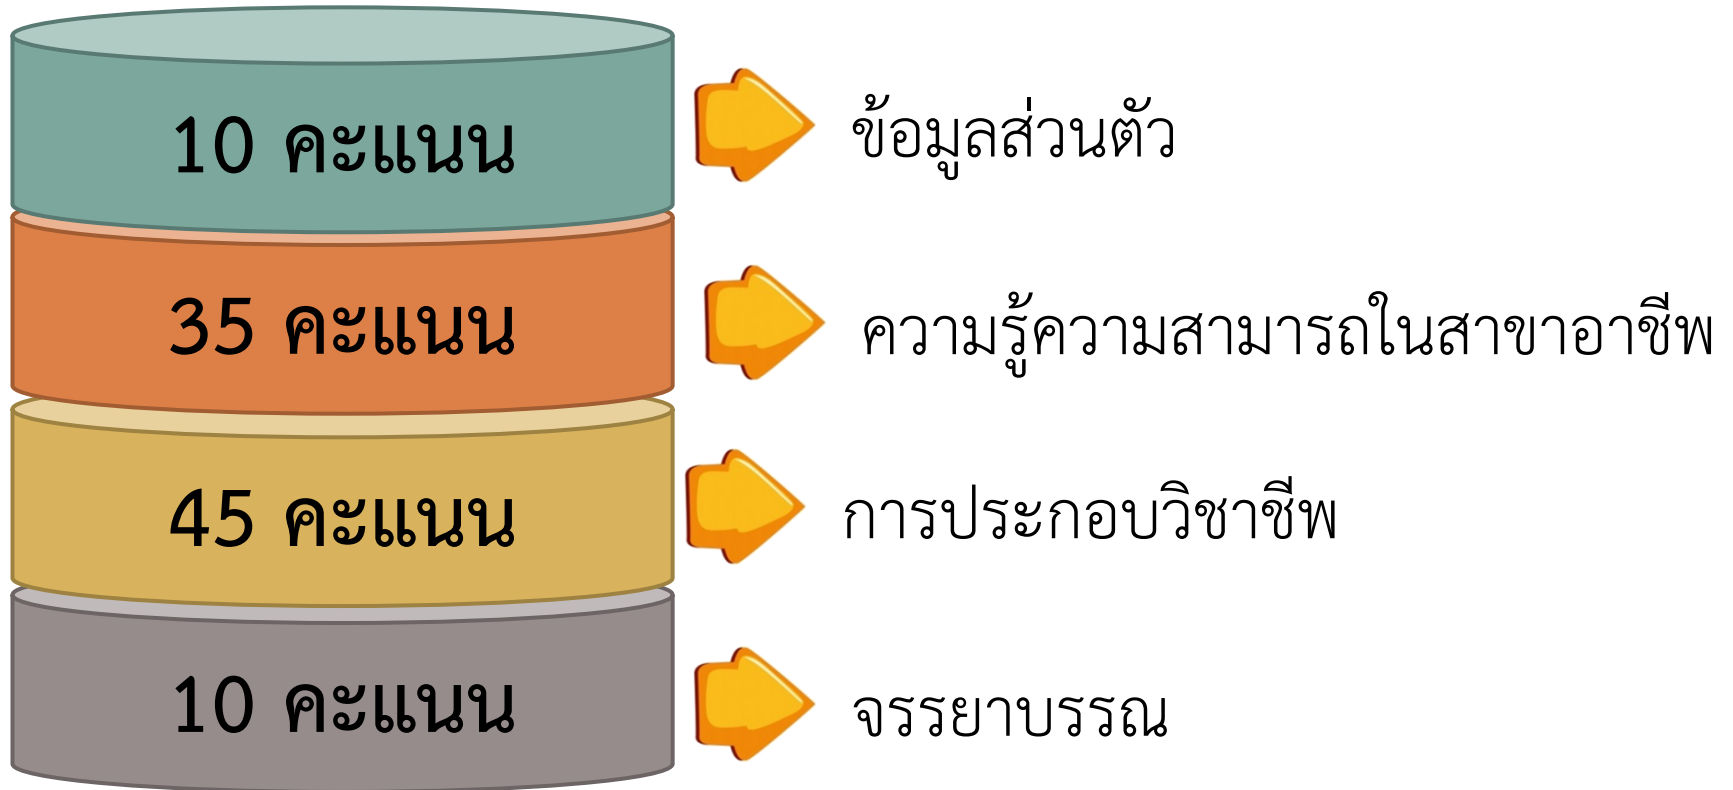 10 คะแนน
ข้อมูลส่วนตัว
35 คะแนน
ความรู้ความสามารถในสาขาอาชีพ
45 คะแนน
การประกอบวิชาชีพ
10 คะแนน
จรรยาบรรณ